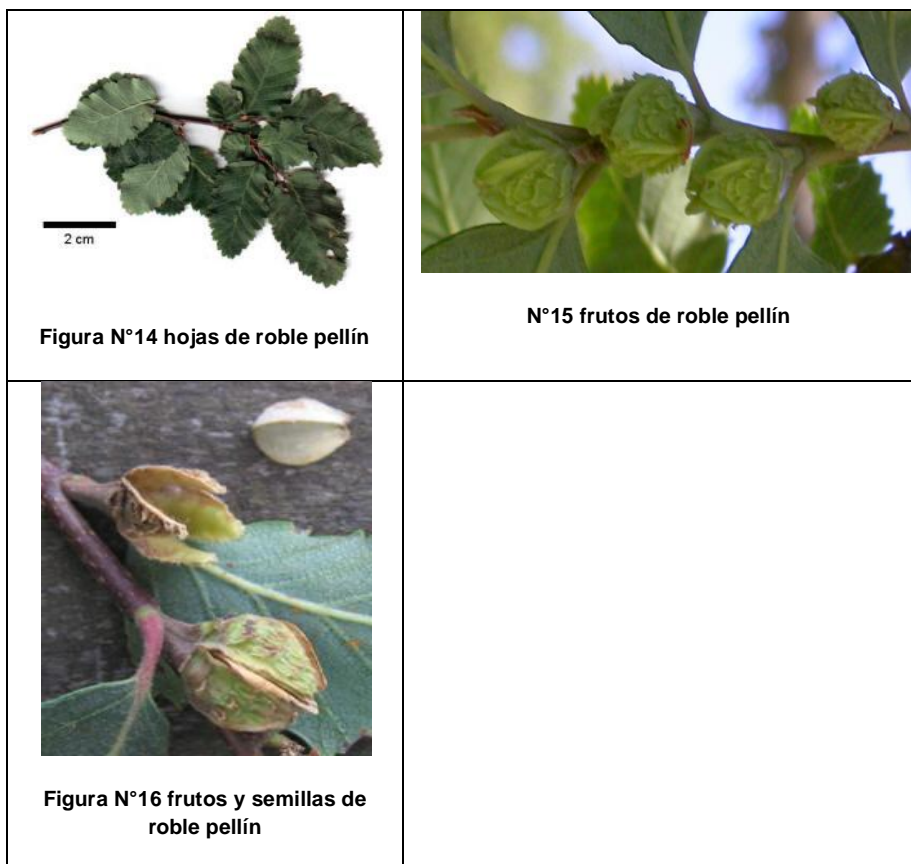 2 cm
Figura N°14 hojas de roble pellín
N°15 frutos de roble pellín
Figura N°16 frutos y semillas de
roble pellín